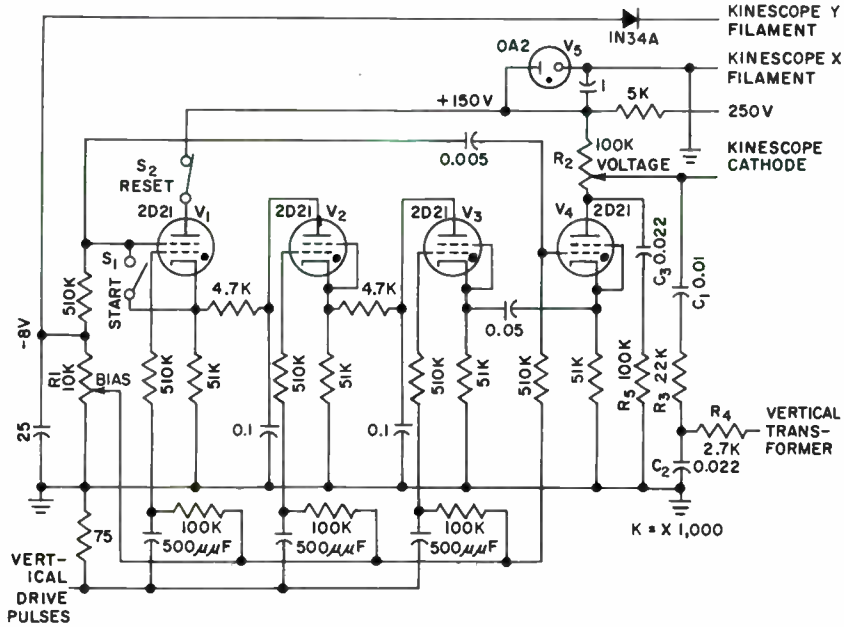 KINESCOPE Y
FILAMENT
1N34A
0A2
V5
KINESCOPE X
FILAMENT
1
+150V
5K
250V
0.005
R2
100K
VOLTAGE
KINESCOPE
CATHODE
S2
RESET
2D21
V1
2D21
V2
2D21
V3
V4
2D21
S1
START
510K
4.7K
4.7K
0.05
C3 0.022
C1 0.01
-8V
R1
10K
BIAS
510K
51K
510K
51K
510K
51K
510K
51K
R5 100K
R3 22K
25
0.1
0.1
R4
2.7K
VERTICAL
TRANS-
FORMER
C2
0.022
75
100K
500μμF
100K
500μμF
100K
500μμF
K = X 1,000
VERT-
ICAL
DRIVE
PULSES